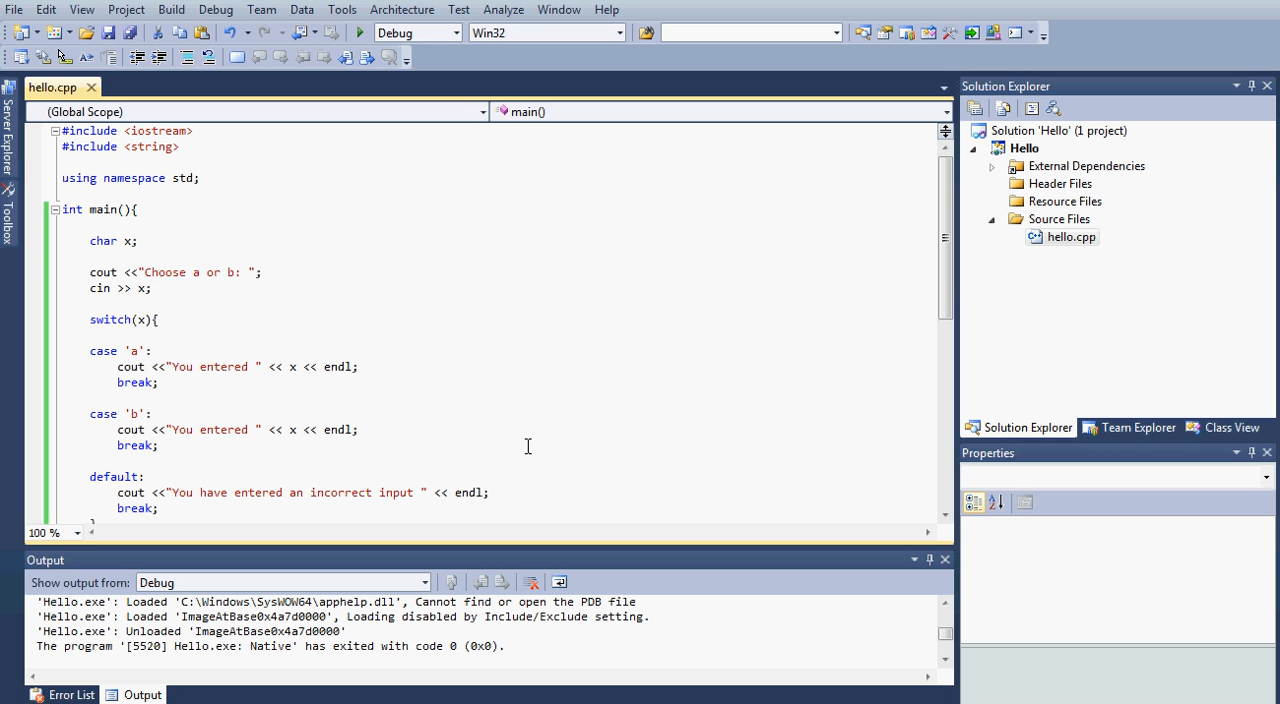 File Edit View Project Build Debug Team Data Tools Architecture Test Analyze Window Help
Debug Win32
hello.cpp
(Global Scope) main()
#include <iostream>
#include <string>
using namespace std;
int main(){
char x;
cout <<"Choose a or b: ";
cin >> x;
switch(x){
case 'a':
cout <<"You entered " << x << endl;
break;
case 'b':
cout <<"You entered " << x << endl;
break;
default:
cout <<"You have entered an incorrect input " << endl;
break;
100 %
Server Explorer
Toolbox
Output
Show output from: Debug
'Hello.exe': Loaded 'C:\Windows\SysWOW64\apphelp.dll', Cannot find or open the PDB file
'Hello.exe': Loaded 'ImageAtBase0x4a7d0000', Loading disabled by Include/Exclude setting.
'Hello.exe': Unloaded 'ImageAtBase0x4a7d0000'
The program '[5520] Hello.exe: Native' has exited with code 0 (0x0).
Error List Output
Solution Explorer
Solution 'Hello' (1 project)
Hello
External Dependencies
Header Files
Resource Files
Source Files
hello.cpp
Solution Explorer Team Explorer Class View
Properties